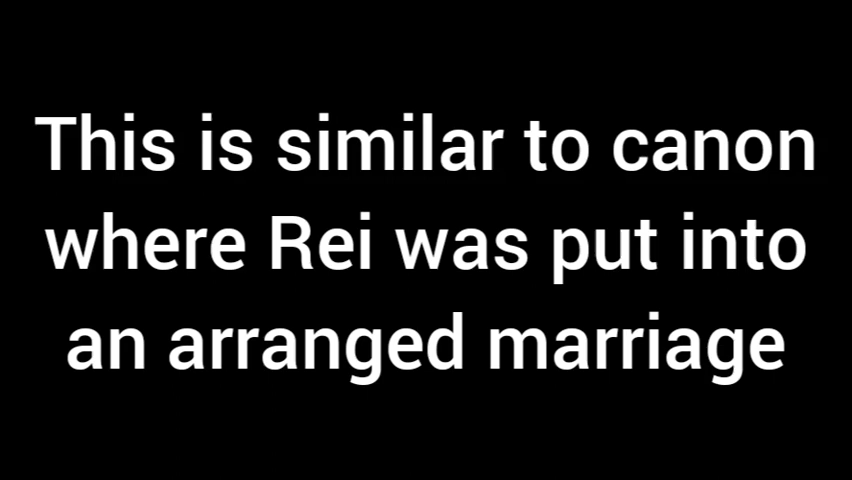 This is similar to canon
where Rei was put into
an arranged marriage